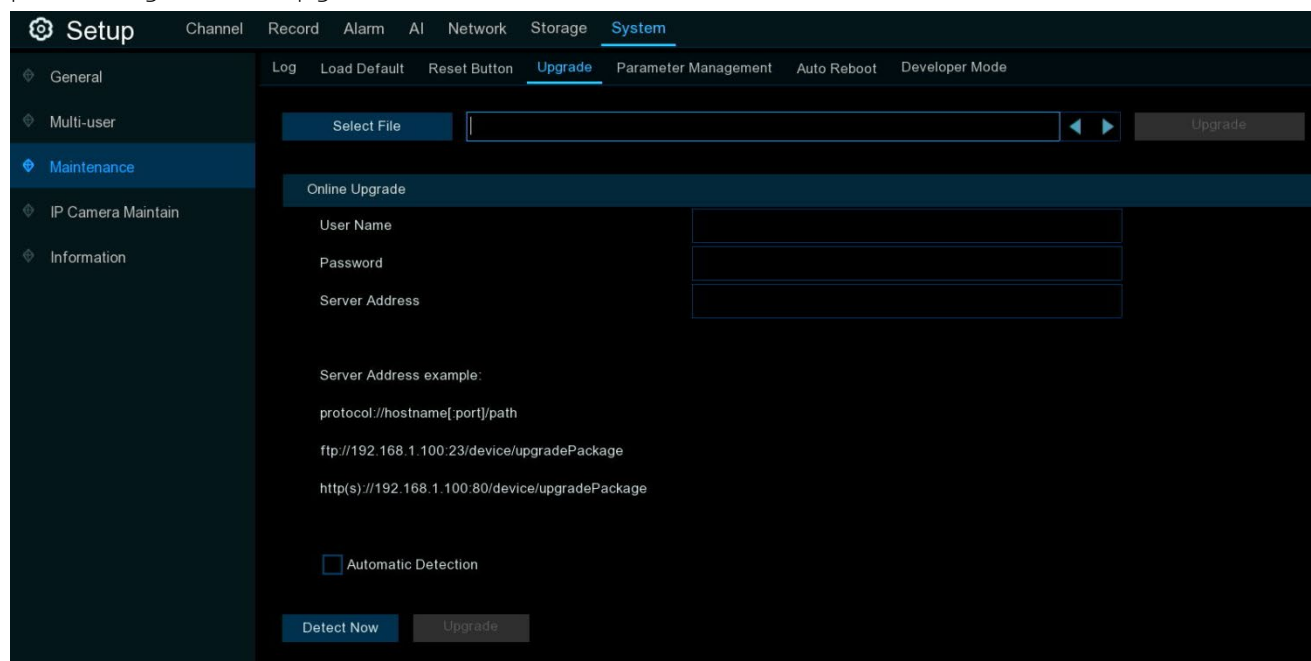 Setup Channel Record Alarm AI Network Storage System
General
Multi-user
Maintenance
IP Camera Maintain
Information
Log Load Default Reset Button Upgrade Parameter Management Auto Reboot Developer Mode
Select File Upgrade
Online Upgrade
User Name
Password
Server Address
Server Address example:
protocol://hostname[:port]/path
ftp://192.168.1.100:23/device/upgradePackage
http(s)://192.168.1.100:80/device/upgradePackage
Automatic Detection
Detect Now Upgrade